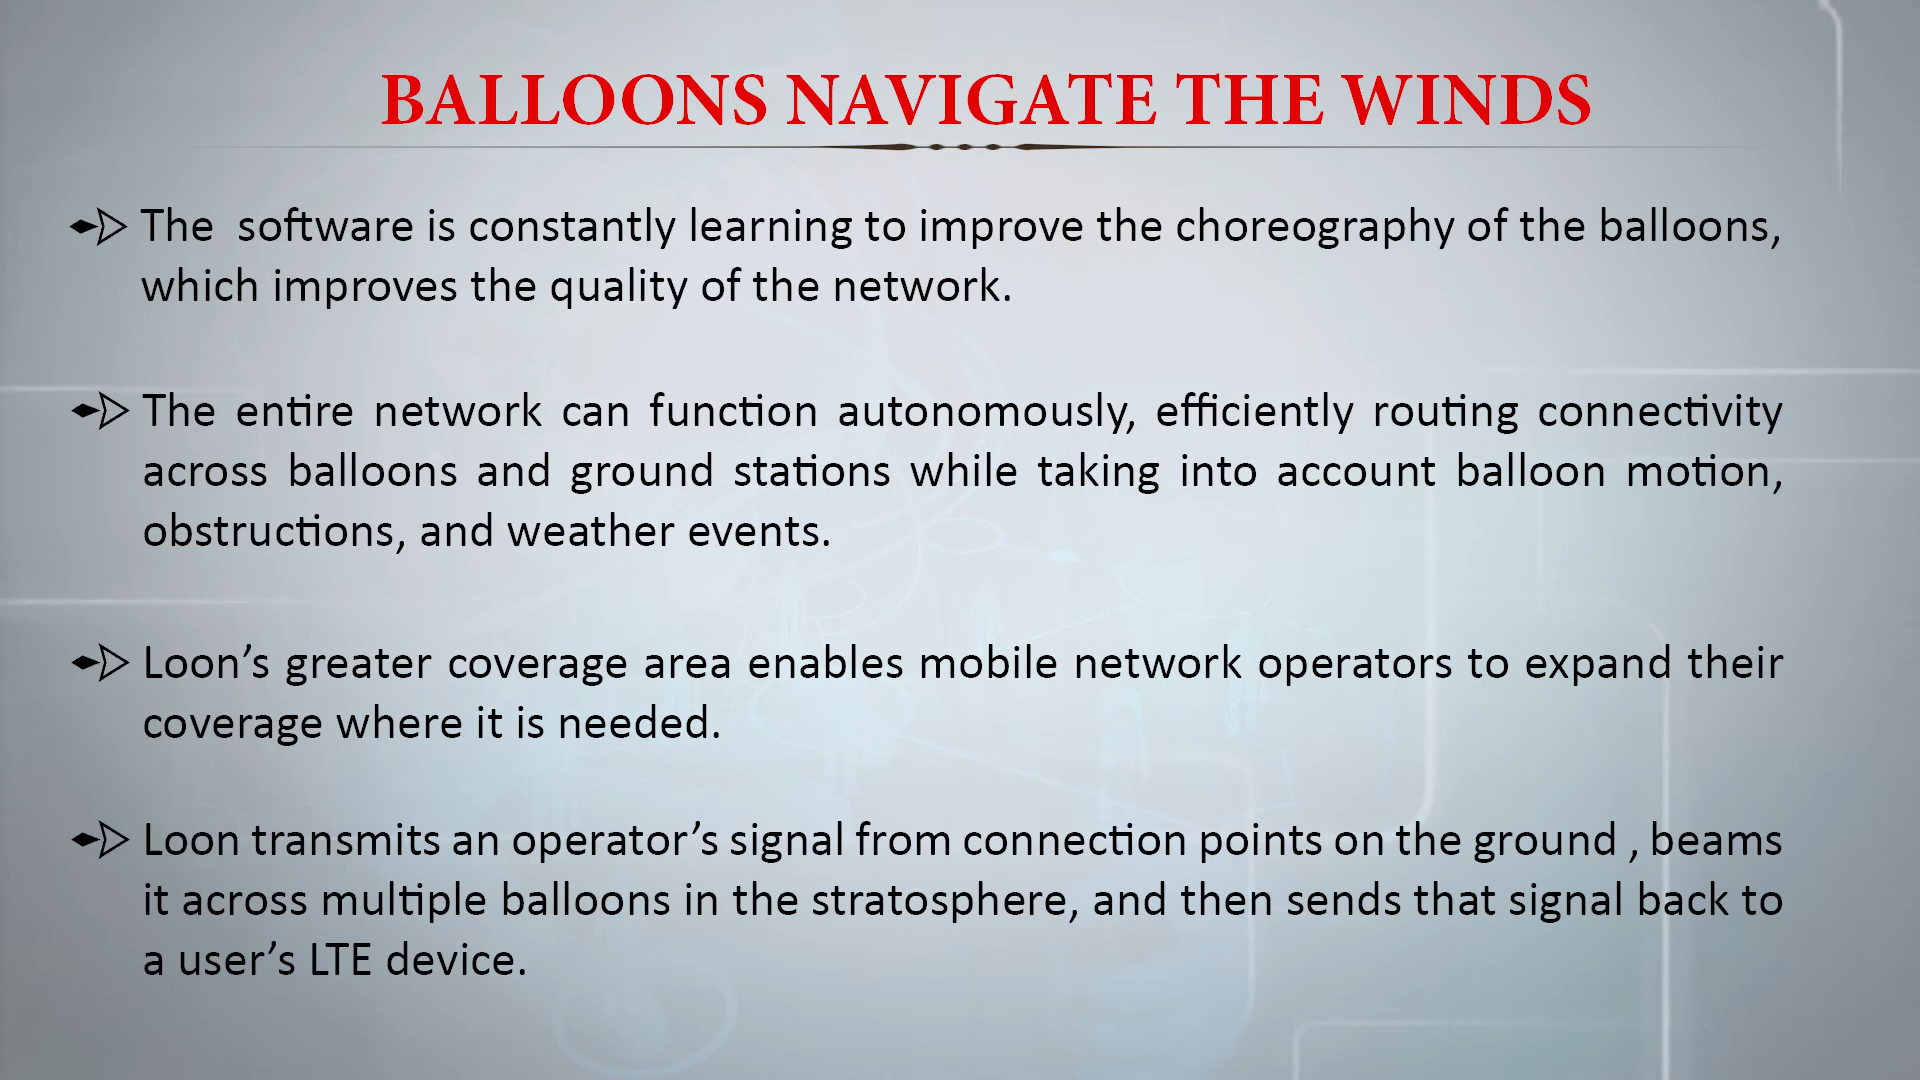 BALLOONS NAVIGATE THE WINDS
The  software is constantly learning to improve the choreography of the balloons,
which improves the quality of the network.
The entire network can function autonomously, efficiently routing connectivity
across balloons and ground stations while taking into account balloon motion,
obstructions, and weather events.
Loon’s greater coverage area enables mobile network operators to expand their
coverage where it is needed.
Loon transmits an operator’s signal from connection points on the ground , beams
it across multiple balloons in the stratosphere, and then sends that signal back to
a user’s LTE device.